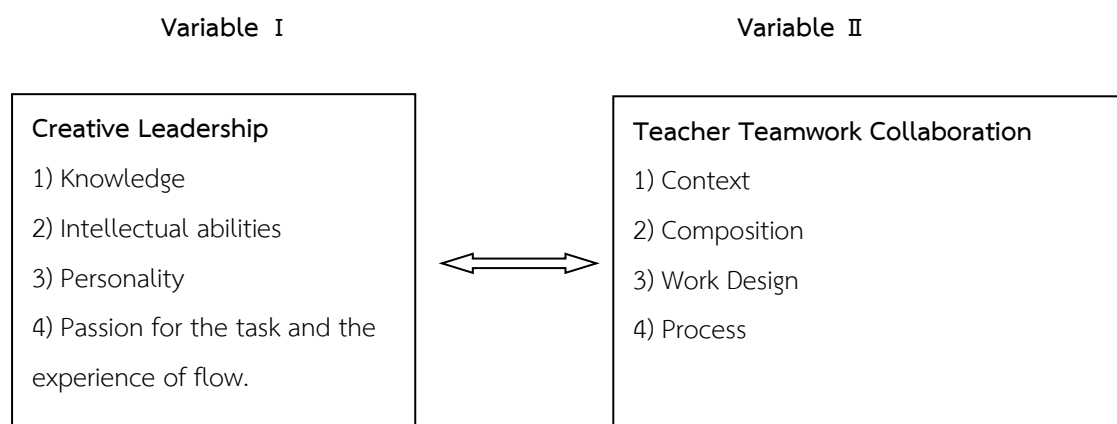 Variable Ⅰ
Variable Ⅱ
Creative Leadership
1) Knowledge
2) Intellectual abilities
3) Personality
4) Passion for the task and the
experience of flow.
Teacher Teamwork Collaboration
1) Context
2) Composition
3) Work Design
4) Process